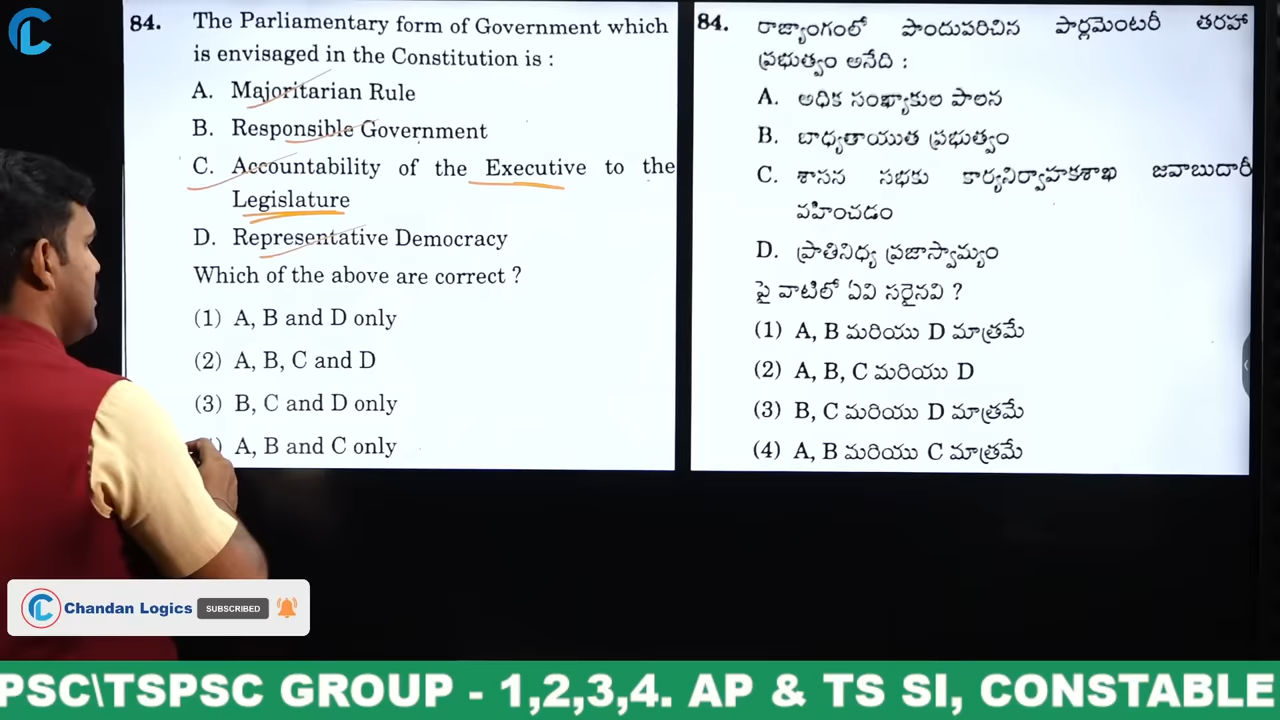 84. The Parliamentary form of Government which
is envisaged in the Constitution is :
A. Majoritarian Rule
B. Responsible Government
C. Accountability of the Executive to the
Legislature
D. Representative Democracy
Which of the above are correct ?
(1) A, B and D only
(2) A, B, C and D
(3) B, C and D only
) A, B and C only
84. రాజ్యాంగంలో పొందుపరిచిన పార్లమెంటరీ తరహా
ప్రభుత్వం అనేది :
A. అధిక సంఖ్యాకుల పాలన
B. బాధ్యతాయుత ప్రభుత్వం
C. శాసన సభకు కార్యనిర్వాహకశాఖ జవాబుదారీ
వహించడం
D. ప్రాతినిధ్య ప్రజాస్వామ్యం
పై వాటిలో ఏవి సరైనవి ?
(1) A, B మరియు D మాత్రమే
(2) A, B, C మరియు D
(3) B, C మరియు D మాత్రమే
(4) A, B మరియు C మాత్రమే
Chandan Logics SUBSCRIBED
PSC\TSPSC GROUP - 1,2,3,4. AP & TS SI, CONSTABLE